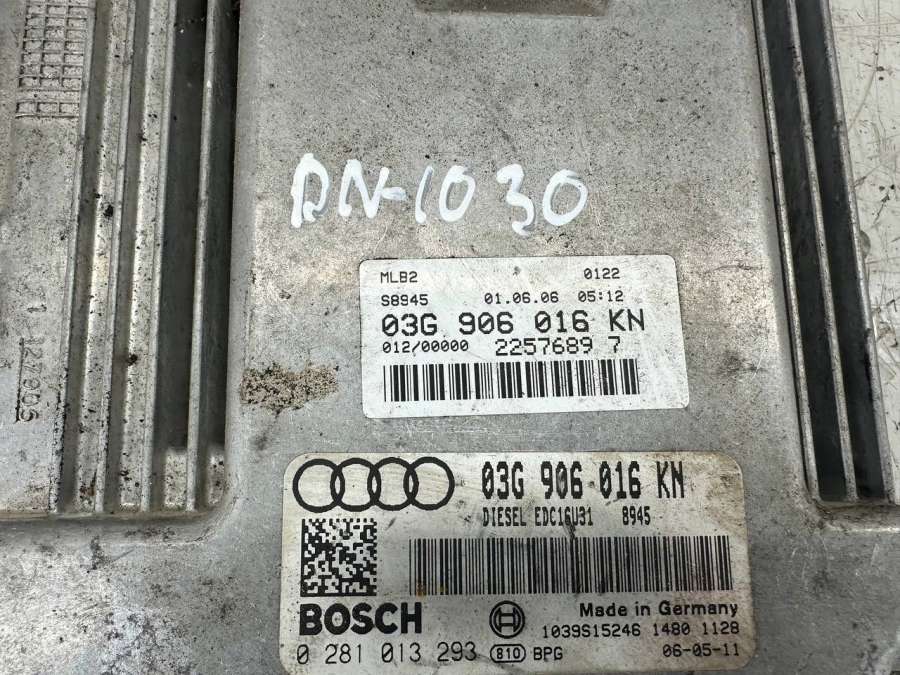 AN-1030
MLB2 0122
S8945 01.06.06 05:12
03G 906 016 KN
012/00000 2257689 7
03G 906 016 KN
DIESEL EDC16U31 8945
BOSCH
Made in Germany
1039S15246 1480 1128
0 281 013 293 810 BPG 06-05-11